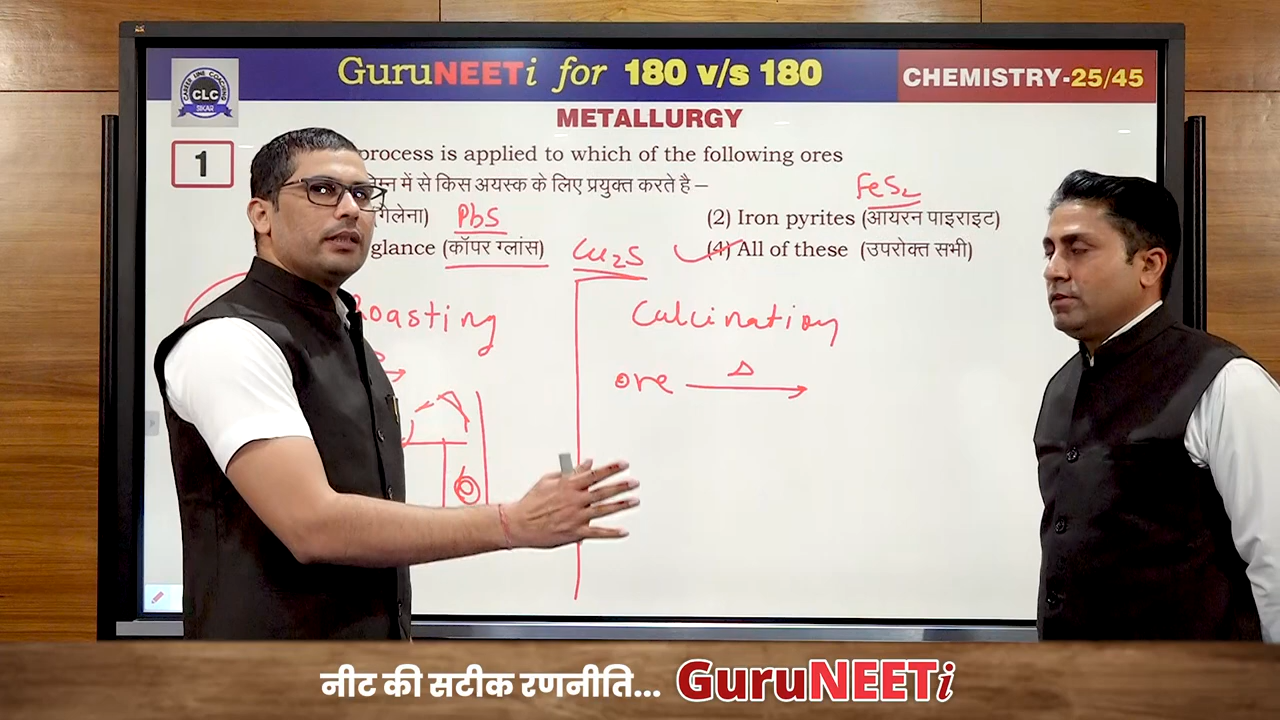 GuruNEETi for 180 v/s 180
CHEMISTRY-25/45
CLC
SIKAR
METALLURGY
1
process is applied to which of the following ores
में से किस अयस्क के लिए प्रयुक्त करते है –
(गेलेना) PbS
(2) Iron pyrites (आयरन पाइराइट) FeS2
glance (कॉपर ग्लांस) Cu2S
(4) All of these (उपरोक्त सभी)
Roasting
Calcination
ore Δ
नीट की सटीक रणनीति... GuruNEETi